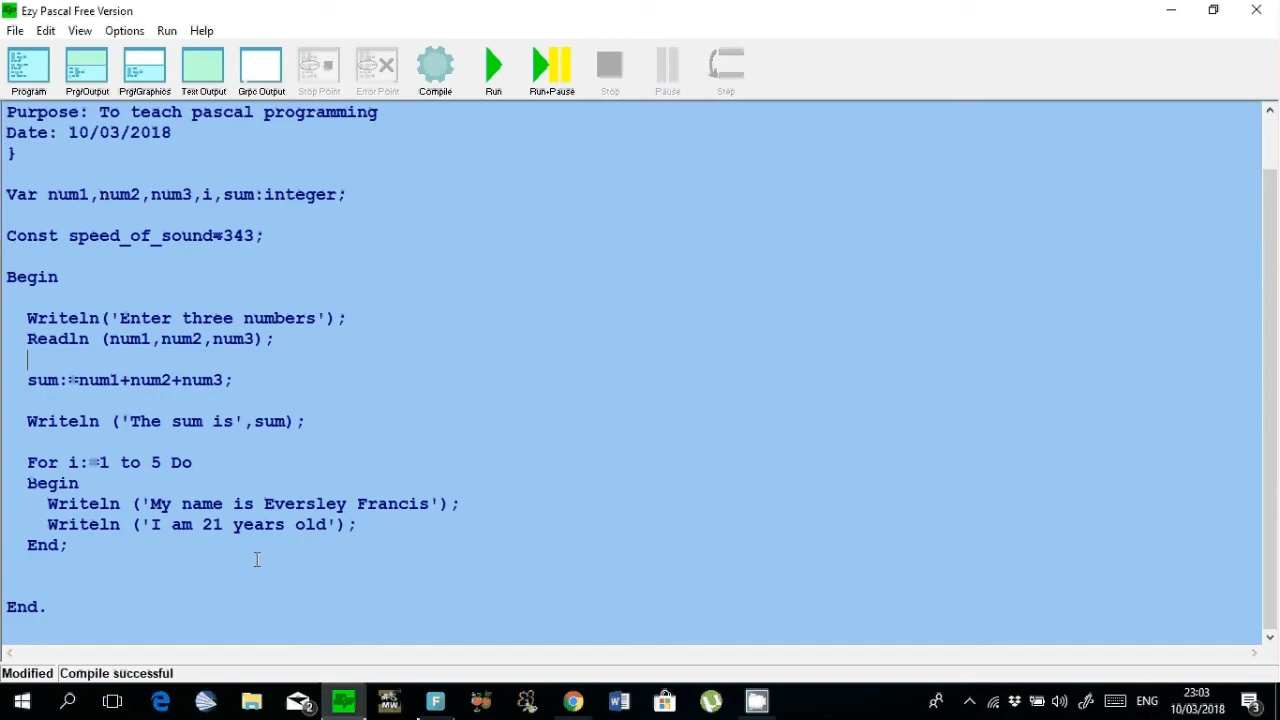 Ezy Pascal Free Version
File Edit View Options Run Help
Program Prg/Output Prg/Graphics Text Output Grpc Output Stop Point Error Point Compile Run Run+Pause Stop Pause Step
Purpose: To teach pascal programming
Date: 10/03/2018
}
Var num1,num2,num3,i,sum:integer;
Const speed_of_sound=343;
Begin
Writeln('Enter three numbers');
Readln (num1,num2,num3);
sum:=num1+num2+num3;
Writeln ('The sum is',sum);
For i:=1 to 5 Do
Begin
Writeln ('My name is Eversley Francis');
Writeln ('I am 21 years old');
End;
End.
Modified Compile successful
ENG 23:03
10/03/2018